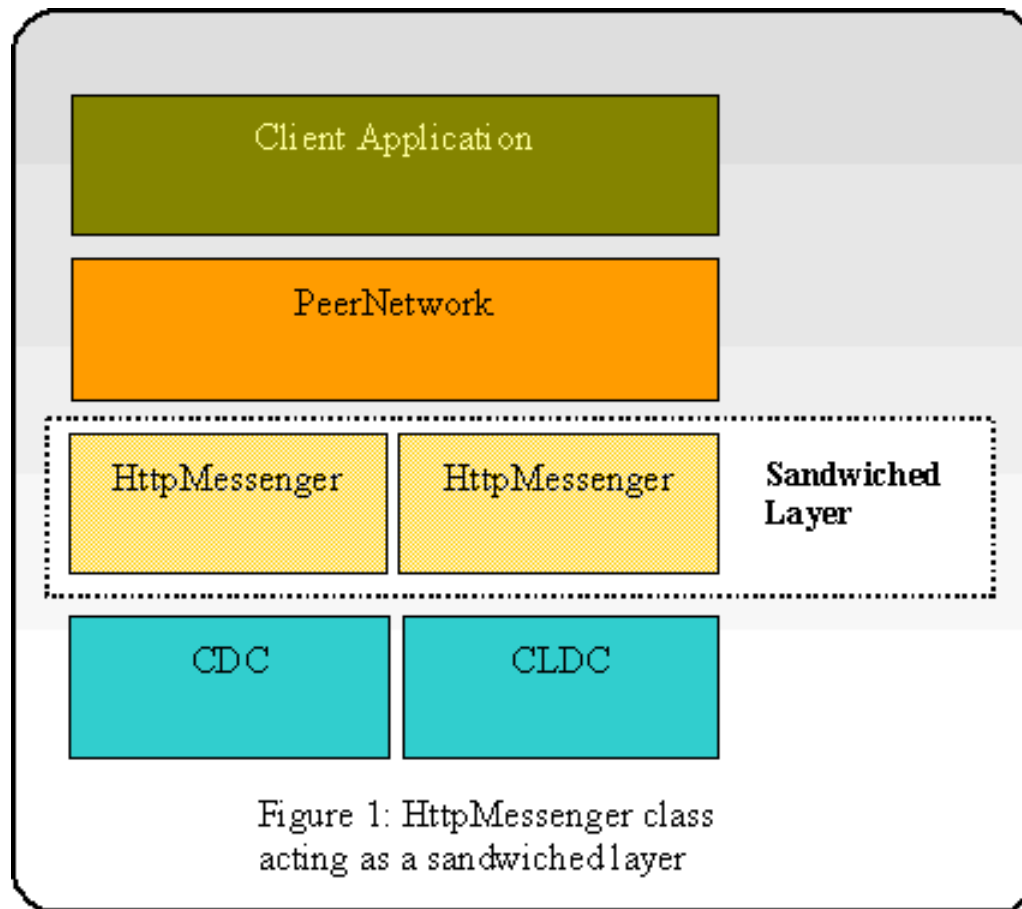 Client Application
PeerNetwork
HttpMessenger
HttpMessenger
Sandwiched
Layer
CDC
CLDC
Figure 1: HttpMessenger class
acting as a sandwiched layer